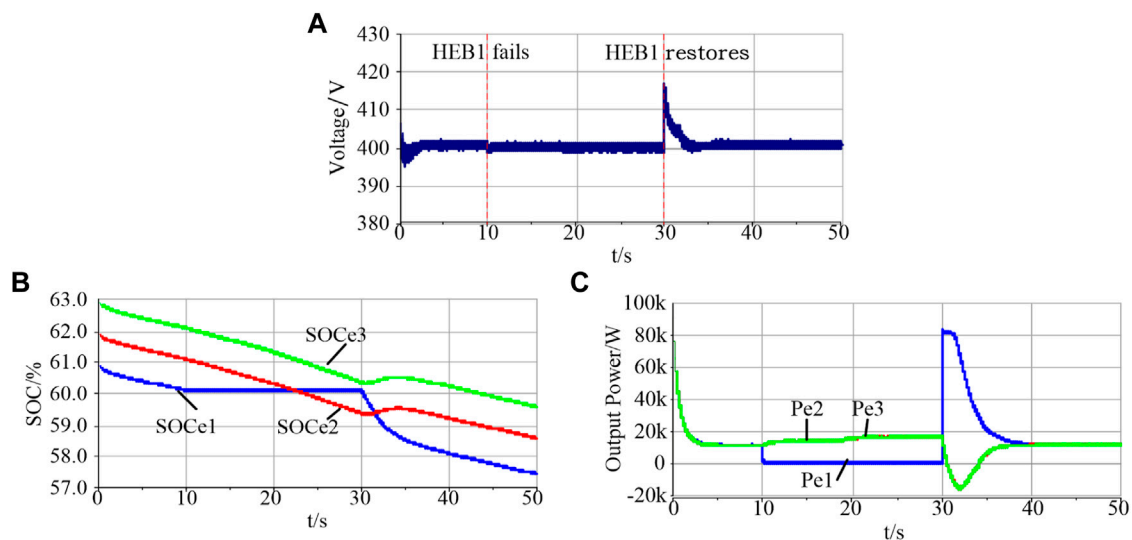 A
430
420
410
400
390
380
Voltage/V
HEB1 fails
HEB1 restores
0 10 20 30 40 50
t/s
B
63.0
62.0
61.0
60.0
59.0
58.0
57.0
SOC/%
SOCe3
SOCe1
SOCe2
0 10 20 30 40 50
t/s
C
100k
80k
60k
40k
20k
0
-20k
Output Power/W
Pe2
Pe3
Pe1
0 10 20 30 40 50
t/s